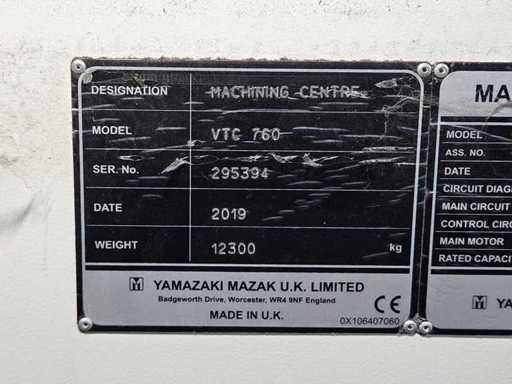 DESIGNATION MACHINING CENTRE
MODEL VTC 760
SER. No. 295394
DATE 2019
WEIGHT 12300 kg
YAMAZAKI MAZAK U.K. LIMITED
Badgeworth Drive, Worcester, WR4 9NF England
MADE IN U.K.
CE
0X106407060
MA
MODEL
ASS. NO.
DATE
CIRCUIT DIAG
MAIN CIRCUIT
CONTROL CIRC
MAIN MOTOR
RATED CAPACI
YA